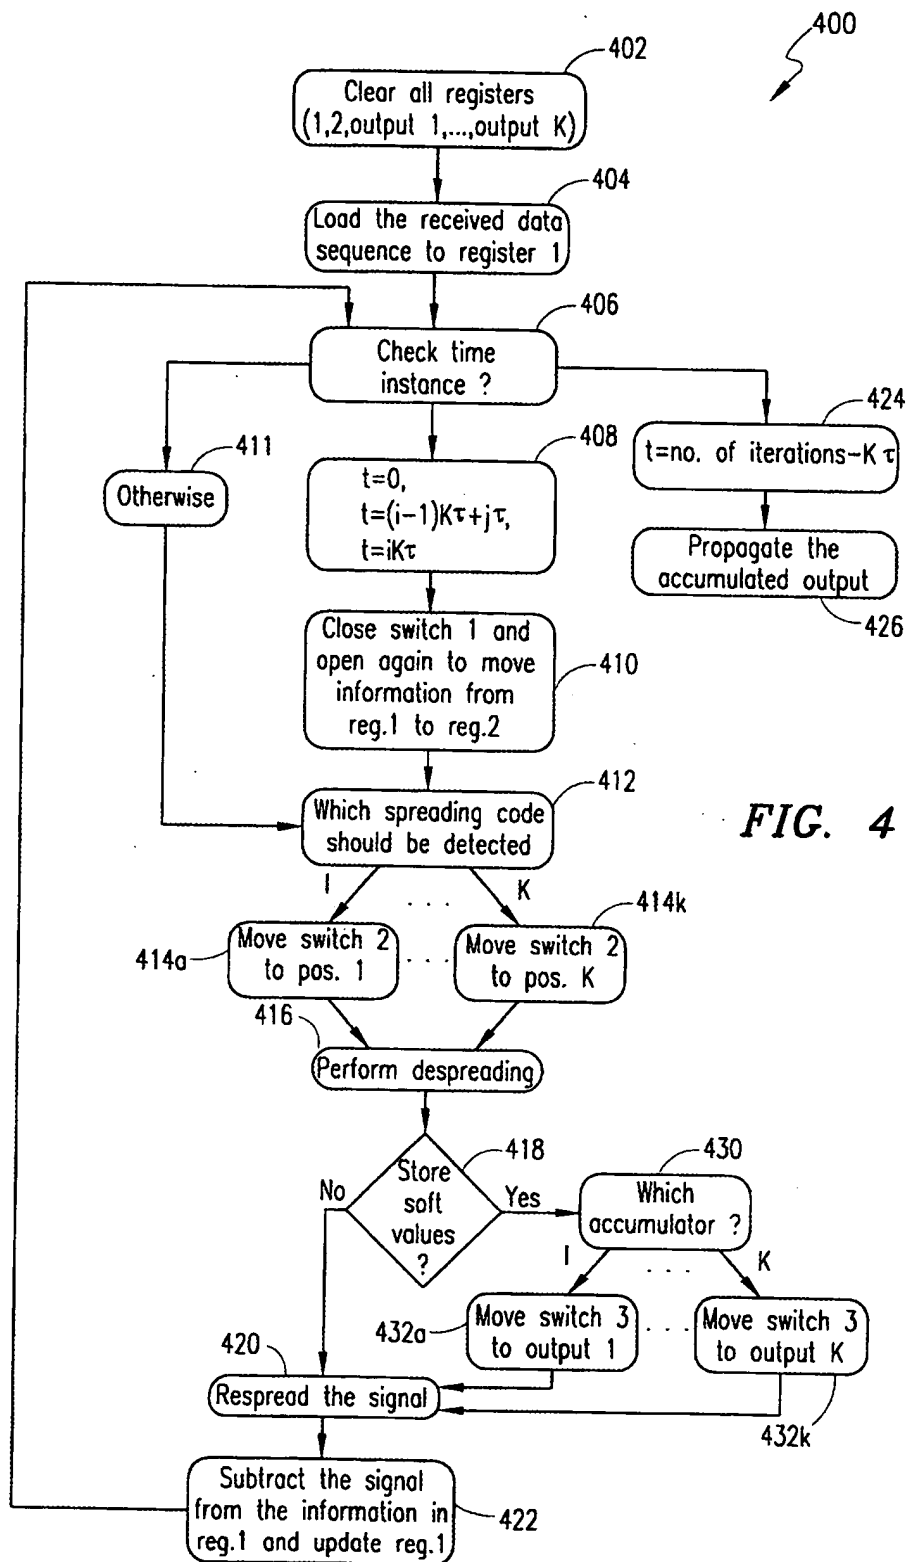 400
402
Clear all registers
(1,2,output 1,...,output K)
404
Load the received data
sequence to register 1
406
Check time
instance ?
424
t=no. of iterions-Kτ
411
Otherwise
408
t=0,
t=(i-1)Kτ+jτ,
t=iKτ
Propagate the
accumulated output
426
Close switch 1 and
open again to move
information from
reg.1 to reg.2
410
Which spreading code
should be detected
412
FIG. 4
I
. . .
K
414a
Move switch 2
to pos. 1
. . .
Move switch 2
to pos. K
414k
416
Perform despreading
418
Store
soft
values
?
No
Yes
430
Which
accumulator ?
I
. . .
K
432a
Move switch 3
to output 1
. . .
Move switch 3
to output K
432k
420
Respread the signal
Subtract the signal
from the information in
reg.1 and update reg.1
422